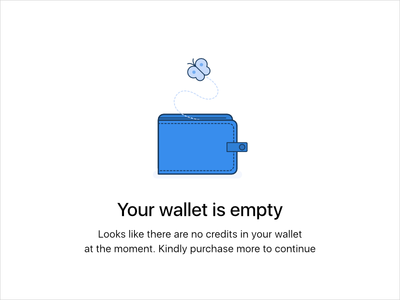 Your wallet is empty
Looks like there are no credits in your wallet
at the moment. Kindly purchase more to continue